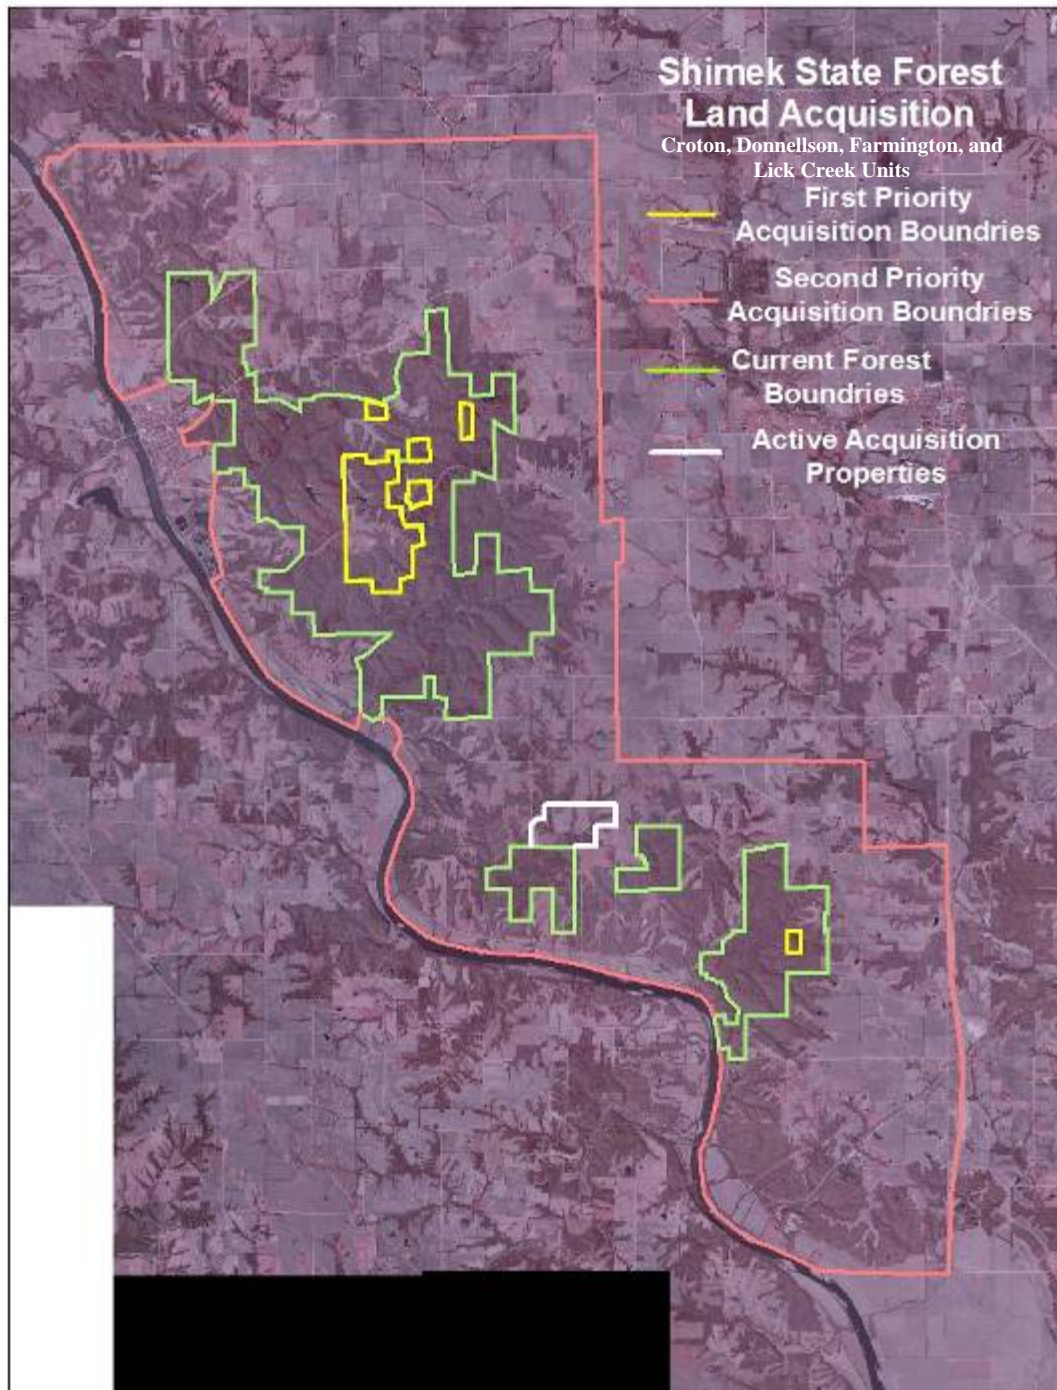 Shimek State Forest
Land Acquisition
Croton, Donnellson, Farmington, and
Lick Creek Units
First Priority
Acquisition Boundries
Second Priority
Acquisition Boundries
Current Forest
Boundries
Active Acquisition
Properties